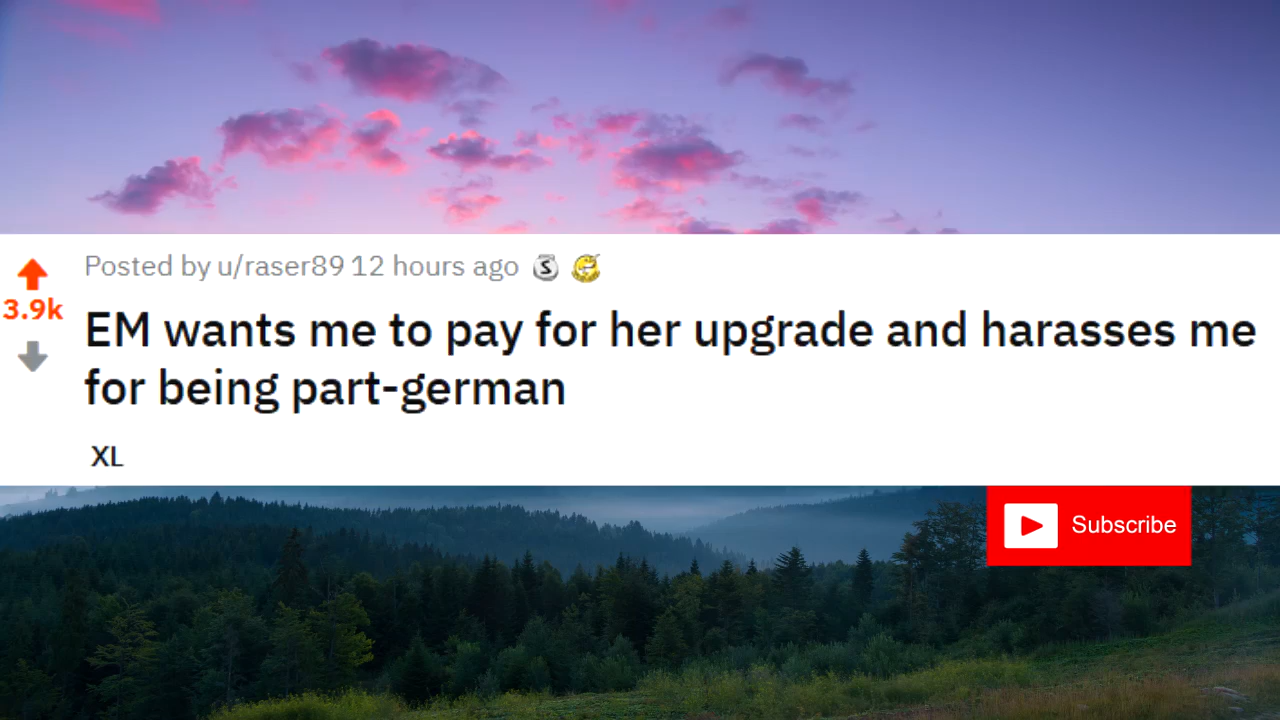 Posted by u/raser89 12 hours ago
3.9k
EM wants me to pay for her upgrade and harasses me
for being part-german
XL
Subscribe